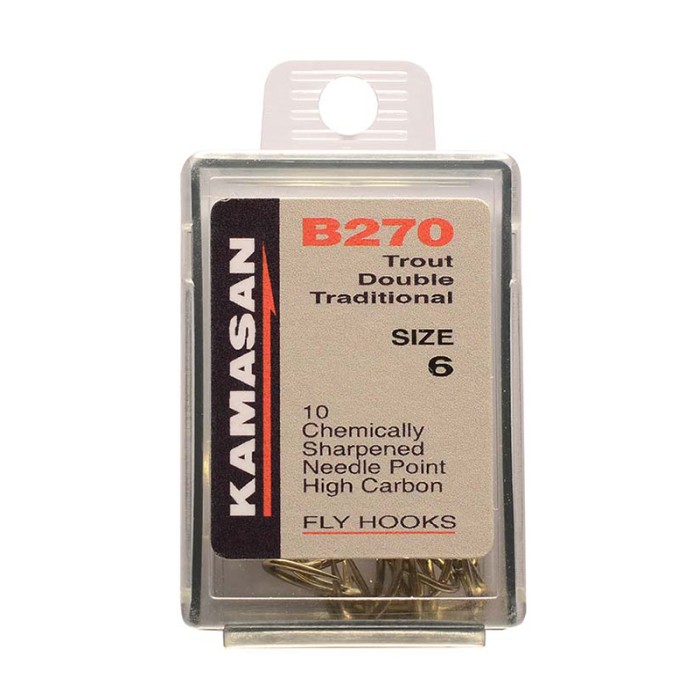 KAMASAN
B270
Trout
Double
Traditional
SIZE
6
10
Chemically
Sharpened
Needle Point
High Carbon
FLY HOOKS